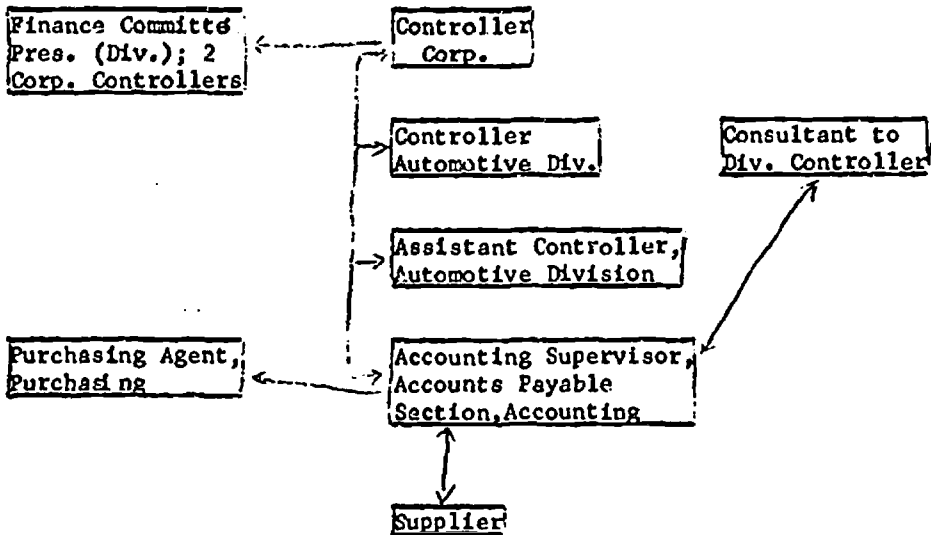 Finance Committe
Pres. (Div.); 2
Corp. Controllers
Controller
Corp.
Controller
Automotive Div.
Consultant to
Div. Controller
Assistant Controller,
Automotive Division
Purchasing Agent,
Purchasing
Accounting Supervisor,
Accounts Payable
Section,Accounting
Supplier